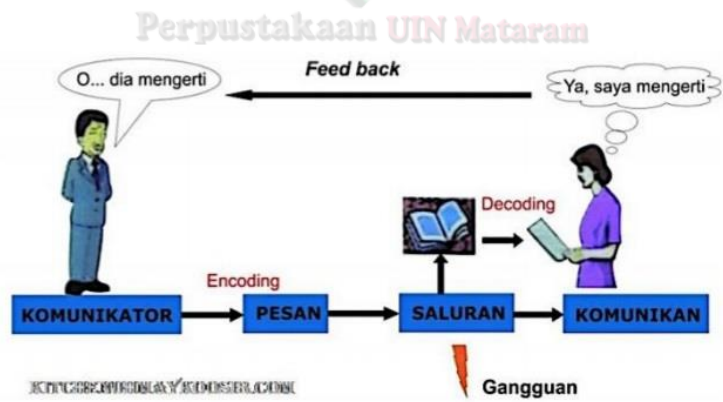 Perpustakaan UIN Mataram
O... dia mengerti
Feed back
Ya, saya mengerti
Decoding
Encoding
KOMUNIKATOR
PESAN
SALURAN
KOMUNIKAN
Gangguan